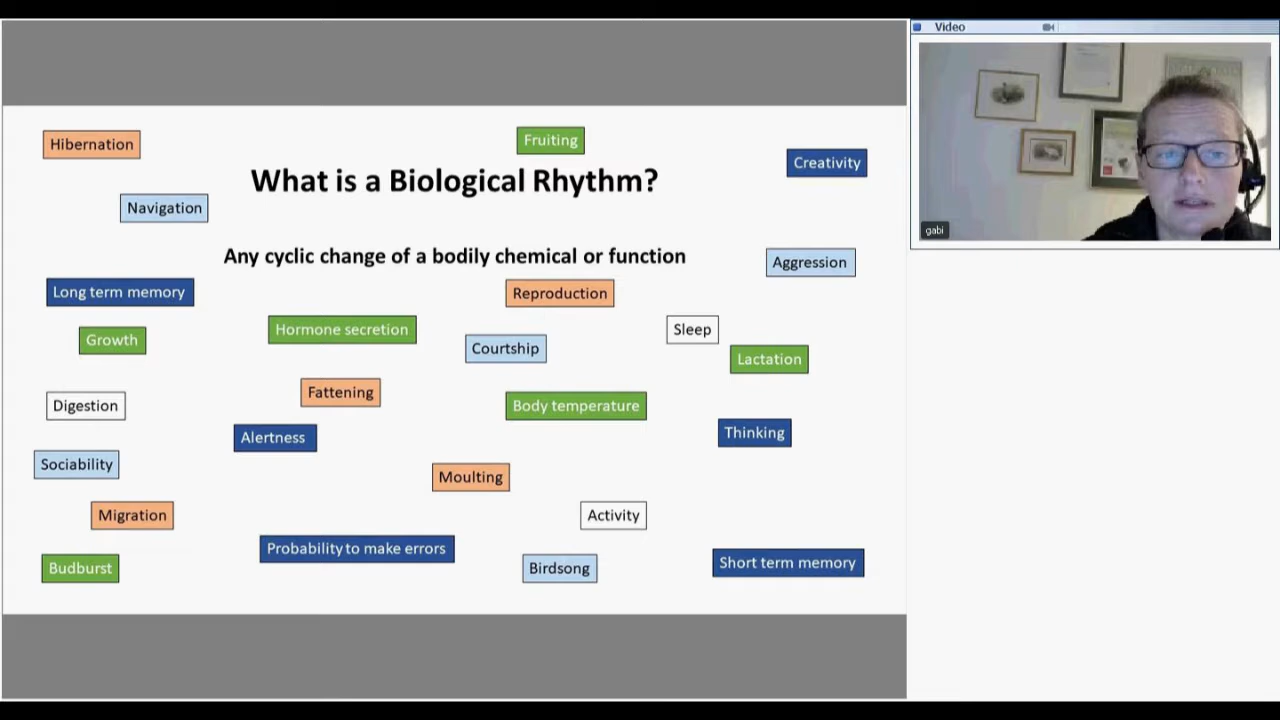 Video
gabi
Hibernation
Fruiting
Creativity
What is a Biological Rhythm?
Navigation
Any cyclic change of a bodily chemical or function
Aggression
Long term memory
Reproduction
Growth
Hormone secretion
Courtship
Sleep
Lactation
Digestion
Fattening
Body temperature
Alertness
Thinking
Sociability
Moulting
Migration
Activity
Probability to make errors
Budburst
Birdsong
Short term memory